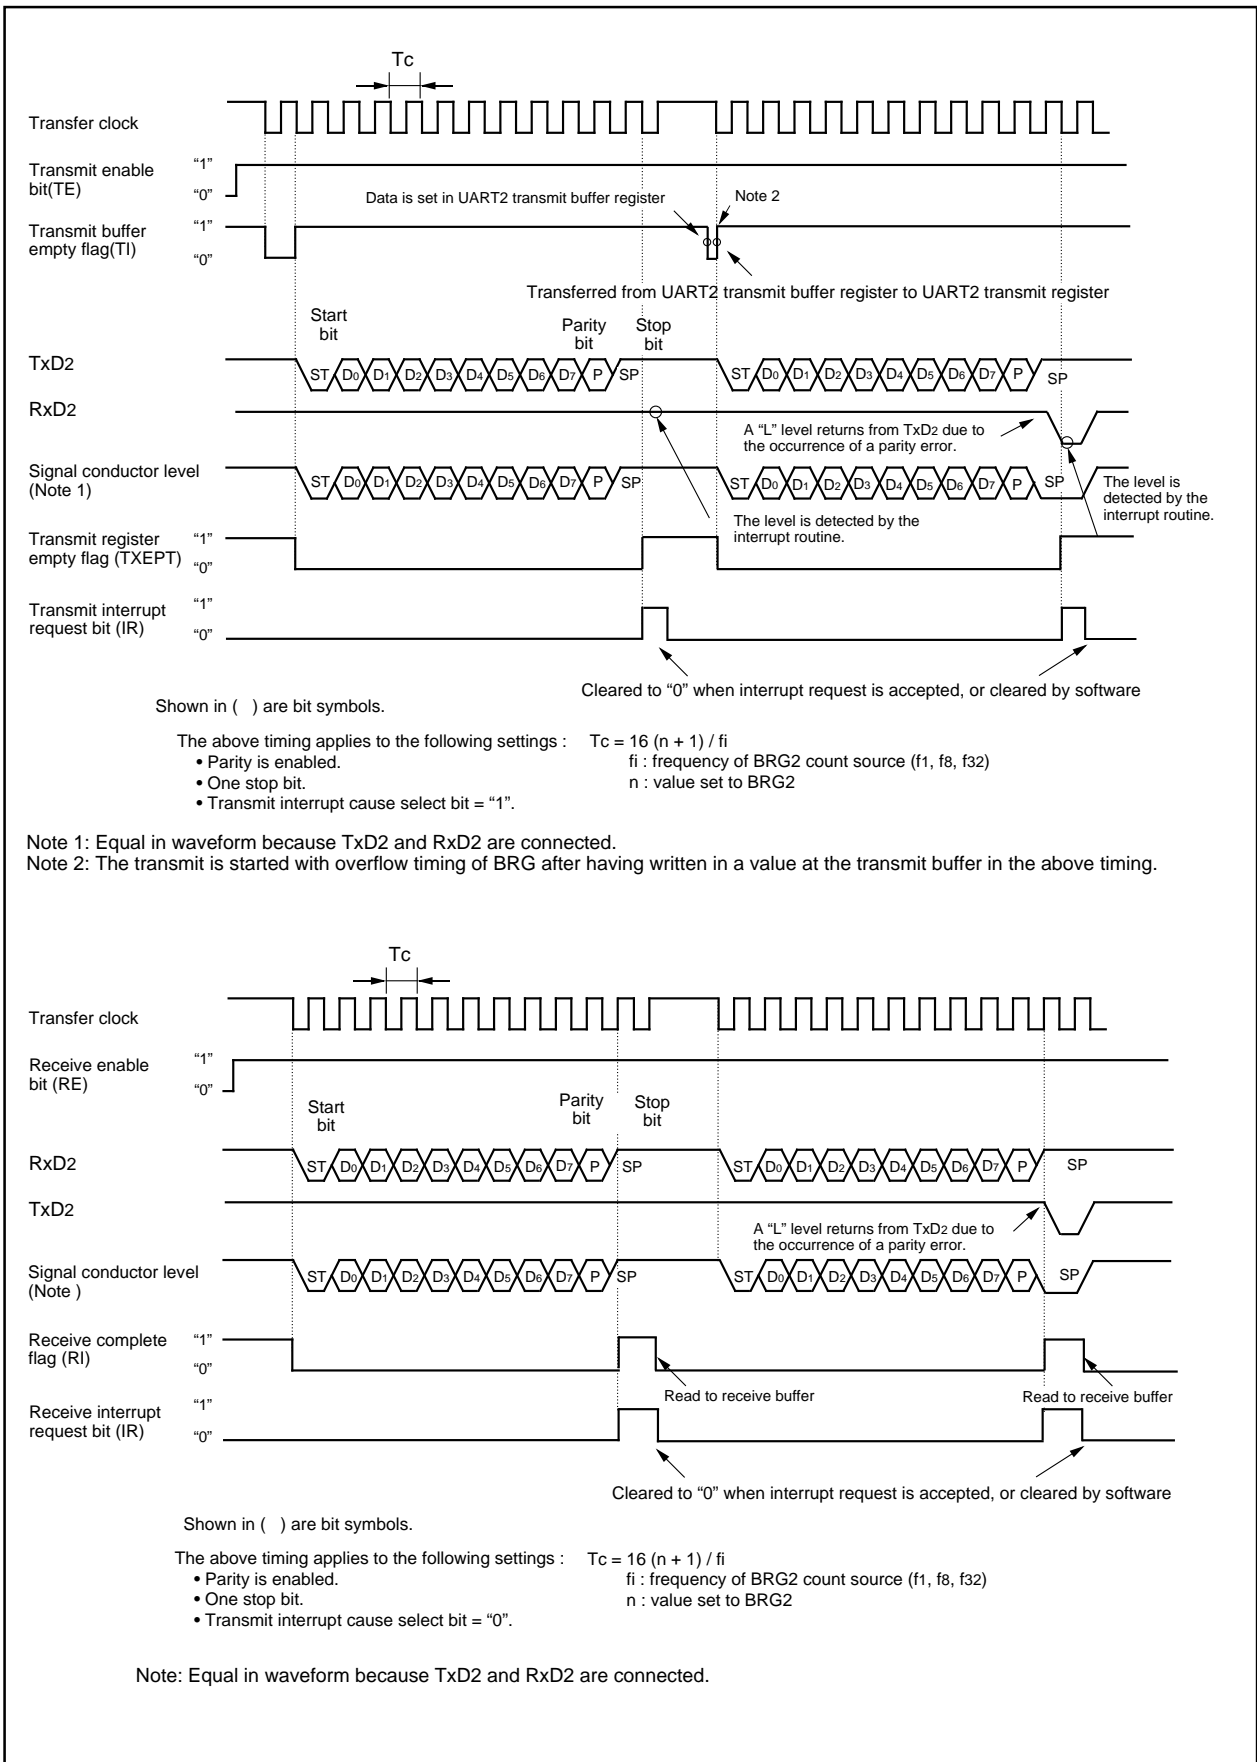 Tc
Transfer clock
Transmit enable
bit(TE)
“1”
“0”
Data is set in UART2 transmit buffer register
Note 2
Transmit buffer
empty flag(TI)
“1”
“0”
Transferred from UART2 transmit buffer register to UART2 transmit register
Start
bit
Parity
bit
Stop
bit
TxD2
ST D0 D1 D2 D3 D4 D5 D6 D7 P SP
ST D0 D1 D2 D3 D4 D5 D6 D7 P SP
RxD2
A “L” level returns from TxD2 due to
the occurrence of a parity error.
Signal conductor level
(Note 1)
ST D0 D1 D2 D3 D4 D5 D6 D7 P SP
ST D0 D1 D2 D3 D4 D5 D6 D7 P SP
The level is
detected by the
interrupt routine.
The level is detected by the
interrupt routine.
Transmit register
empty flag (TXEPT)
“1”
“0”
Transmit interrupt
request bit (IR)
“1”
“0”
Cleared to “0” when interrupt request is accepted, or cleared by software
Shown in ( ) are bit symbols.
The above timing applies to the following settings :
• Parity is enabled.
• One stop bit.
• Transmit interrupt cause select bit = “1”.
Tc = 16 (n + 1) / fi
fi : frequency of BRG2 count source (f1, f8, f32)
n : value set to BRG2
Note 1: Equal in waveform because TxD2 and RxD2 are connected.
Note 2: The transmit is started with overflow timing of BRG after having written in a value at the transmit buffer in the above timing.
Tc
Transfer clock
Receive enable
bit (RE)
“1”
“0”
Start
bit
Parity
bit
Stop
bit
RxD2
ST D0 D1 D2 D3 D4 D5 D6 D7 P SP
ST D0 D1 D2 D3 D4 D5 D6 D7 P SP
TxD2
A “L” level returns from TxD2 due to
the occurrence of a parity error.
Signal conductor level
(Note )
ST D0 D1 D2 D3 D4 D5 D6 D7 P SP
ST D0 D1 D2 D3 D4 D5 D6 D7 P SP
Receive complete
flag (RI)
“1”
“0”
Read to receive buffer
Read to receive buffer
Receive interrupt
request bit (IR)
“1”
“0”
Cleared to “0” when interrupt request is accepted, or cleared by software
Shown in ( ) are bit symbols.
The above timing applies to the following settings :
• Parity is enabled.
• One stop bit.
• Transmit interrupt cause select bit = “0”.
Tc = 16 (n + 1) / fi
fi : frequency of BRG2 count source (f1, f8, f32)
n : value set to BRG2
Note: Equal in waveform because TxD2 and RxD2 are connected.